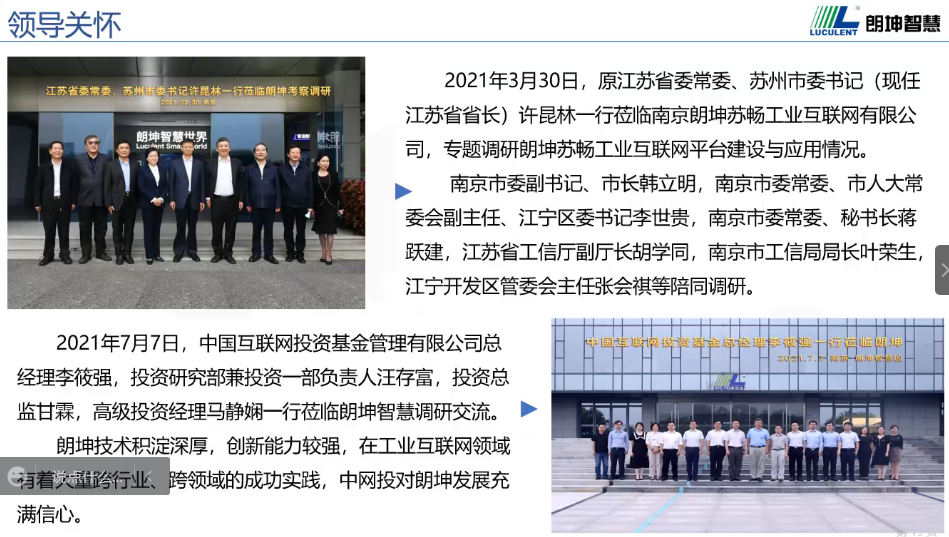 领导关怀
LUCULENT
朗坤智慧
江苏省委常委、苏州市委书记许昆林一行莅临朗坤考察调研
2021·03·30·南京
朗坤智慧世界
2021年3月30日，原江苏省委常委、苏州市委书记（现任
江苏省省长）许昆林一行莅临南京朗坤苏畅工业互联网有限公
司，专题调研朗坤苏畅工业互联网平台建设与应用情况。
南京市委副书记、市长韩立明，南京市委常委、市人大常
委会副主任、江宁区委书记李世贵，南京市委常委、秘书长蒋
跃建，江苏省工信厅副厅长胡学同，南京市工信局局长叶荣生，
江宁开发区管委会主任张会祺等陪同调研。
2021年7月7日，中国互联网投资基金管理有限公司总
经理李筱强，投资研究部兼投资一部负责人汪存富，投资总
监甘霖，高级投资经理马静娴一行莅临朗坤智慧调研交流。
朗坤技术积淀深厚，创新能力较强，在工业互联网领域
有着大量跨行业、跨领域的成功实践，中网投对朗坤发展充
满信心。
说点什么...
中国互联网投资基金总经理李筱强一行莅临朗坤
2021.7.7·南京·朗坤智慧园
LUCULENT